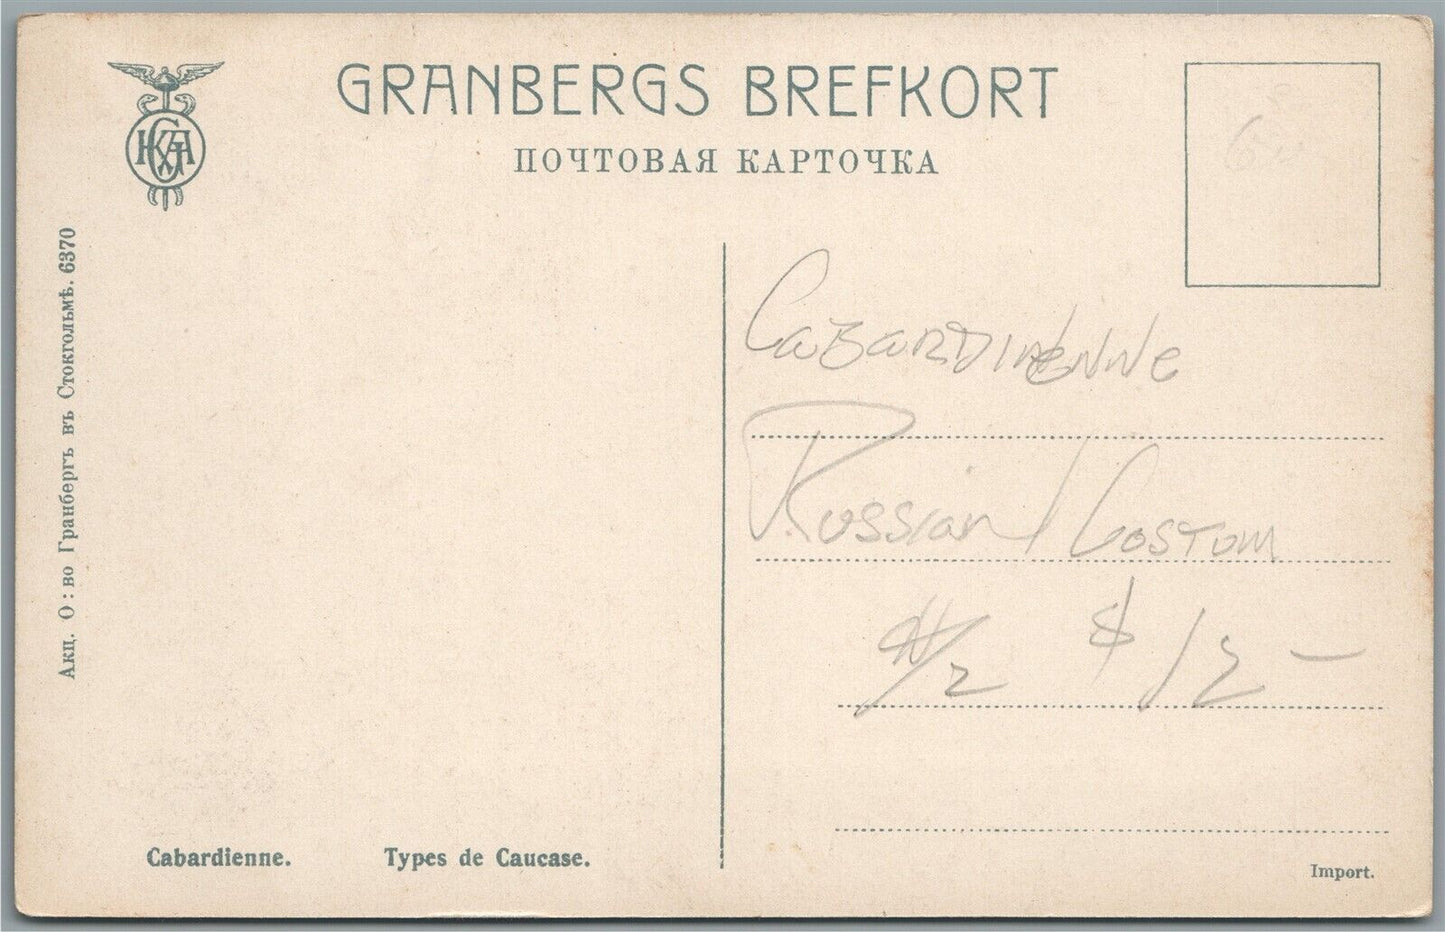 GRANBERGS BREFKORT
ПОЧТОВАЯ КАРТОЧКА
Акц. О:во Гранбергъ въ Стокгольмѣ. 6370
Cabardienne
Russian Costum
$ 12 —
Cabardienne. Types de Caucase.
Import.